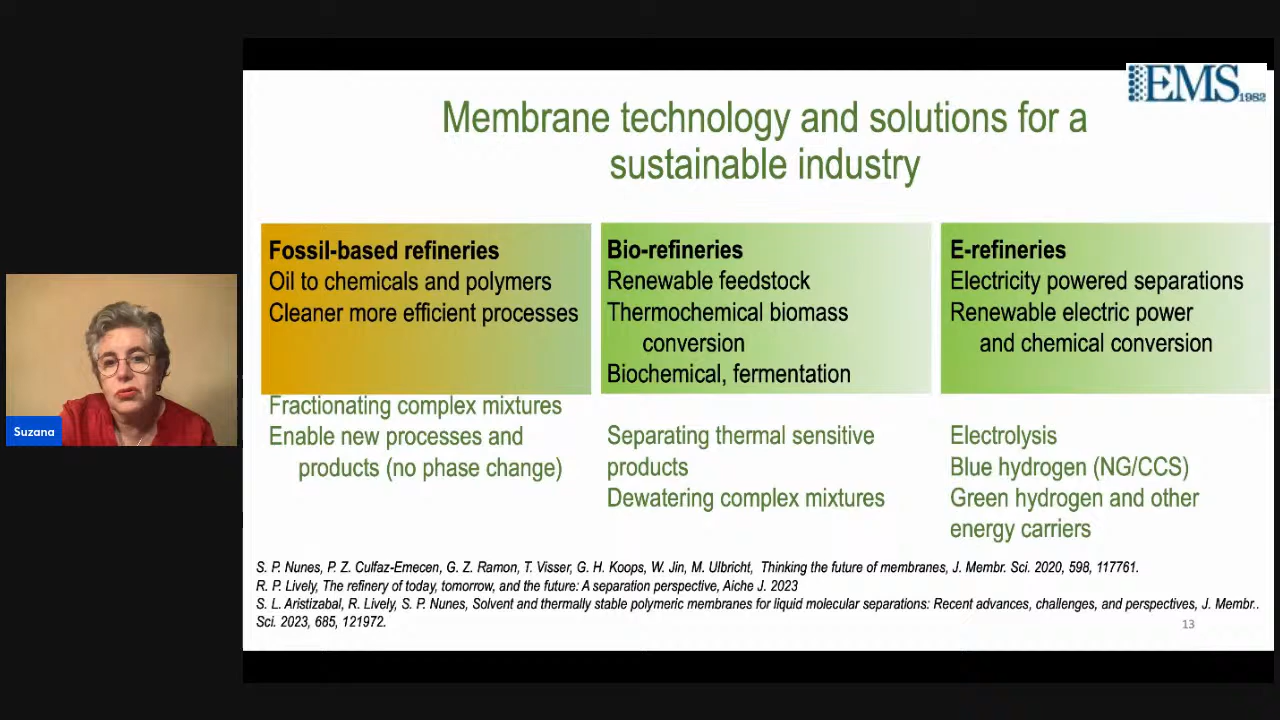 EMS 1982
Membrane technology and solutions for a
sustainable industry
Fossil-based refineries
Oil to chemicals and polymers
Cleaner more efficient processes
Fractionating complex mixtures
Enable new processes and
products (no phase change)
Bio-refineries
Renewable feedstock
Thermochemical biomass
conversion
Biochemical, fermentation
Separating thermal sensitive
products
Dewatering complex mixtures
E-refineries
Electricity powered separations
Renewable electric power
and chemical conversion
Electrolysis
Blue hydrogen (NG/CCS)
Green hydrogen and other
energy carriers
Suzana
S. P. Nunes, P. Z. Culfaz-Emecen, G. Z. Ramon, T. Visser, G. H. Koops, W. Jin, M. Ulbricht, Thinking the future of membranes, J. Membr. Sci. 2020, 598, 117761.
R. P. Lively, The refinery of today, tomorrow, and the future: A separation perspective, Aiche J. 2023
S. L. Aristizabal, R. Lively, S. P. Nunes, Solvent and thermally stable polymeric membranes for liquid molecular separations: Recent advances, challenges, and perspectives, J. Membr..
Sci. 2023, 685, 121972.
13